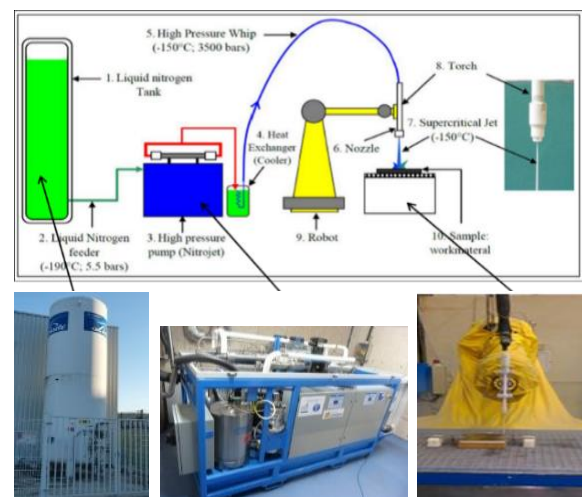 5. High Pressure Whip
(-150°C; 3500 bars)
8. Torch
1. Liquid nitrogen
Tank
7. Supercritical Jet
(-150°C)
4. Heat
Exchanger
(Cooler)
6. Nozzle
2. Liquid Nitrogen
feeder
(-190°C; 5.5 bars)
3. High pressure
pump (Nitrojet)
9. Robot
10. Sample:
workmateral